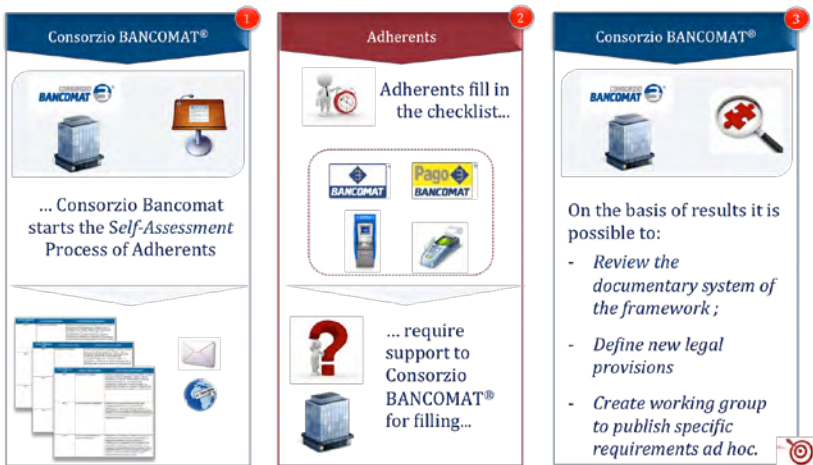 1
Consorzio BANCOMAT®
CONSORZIO
BANCOMAT
... Consorzio Bancomat
starts the Self-Assessment
Process of Adherents
2
Adherents
Adherents fill in
the checklist...
BANCOMAT
Pago
BANCOMAT
... require
support to
Consorzio
BANCOMAT®
for filling...
3
Consorzio BANCOMAT®
CONSORZIO
BANCOMAT
On the basis of results it is
possible to:
- Review the
documentary system of
the framework ;
- Define new legal
provisions
- Create working group
to publish specific
requirements ad hoc.